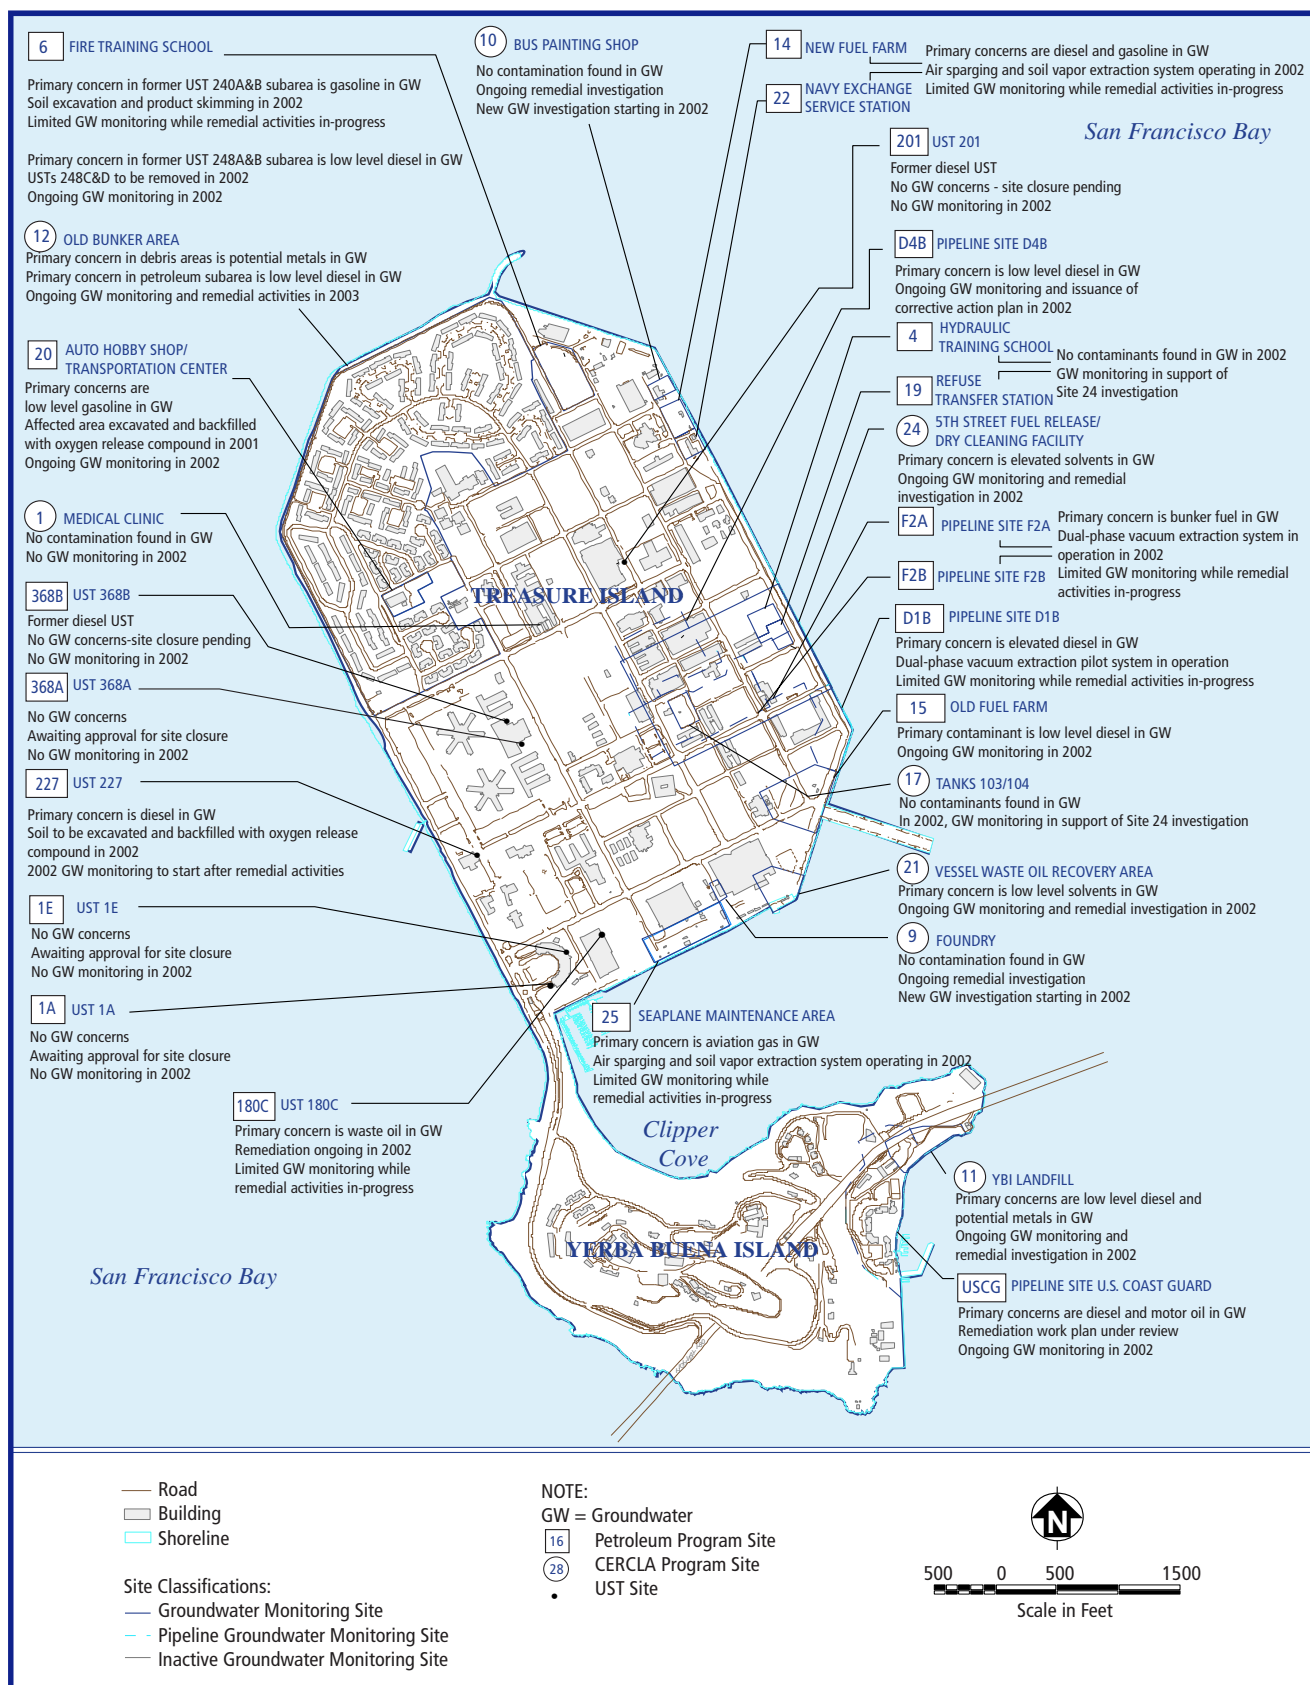 6 FIRE TRAINING SCHOOL
Primary concern in former UST 240A&B subarea is gasoline in GW
Soil excavation and product skimming in 2002
Limited GW monitoring while remedial activities in-progress
Primary concern in former UST 248A&B subarea is low level diesel in GW
USTs 248C&D to be removed in 2002
Ongoing GW monitoring in 2002
10 BUS PAINTING SHOP
No contamination found in GW
Ongoing remedial investigation
New GW investigation starting in 2002
14 NEW FUEL FARM
22 NAVY EXCHANGE
SERVICE STATION
Primary concerns are diesel and gasoline in GW
Air sparging and soil vapor extraction system operating in 2002
Limited GW monitoring while remedial activities in-progress
San Francisco Bay
201 UST 201
Former diesel UST
No GW concerns - site closure pending
No GW monitoring in 2002
12 OLD BUNKER AREA
Primary concern in debris areas is potential metals in GW
Primary concern in petroleum subarea is low level diesel in GW
Ongoing GW monitoring and remedial activities in 2003
D4B PIPELINE SITE D4B
Primary concern is low level diesel in GW
Ongoing GW monitoring and issuance of
corrective action plan in 2002
20 AUTO HOBBY SHOP/
TRANSPORTATION CENTER
Primary concerns are
low level gasoline in GW
Affected area excavated and backfilled
with oxygen release compound in 2001
Ongoing GW monitoring in 2002
4 HYDRAULIC
TRAINING SCHOOL
19 REFUSE
TRANSFER STATION
No contaminants found in GW in 2002
GW monitoring in support of
Site 24 investigation
24 5TH STREET FUEL RELEASE/
DRY CLEANING FACILITY
Primary concern is elevated solvents in GW
Ongoing GW monitoring and remedial
investigation in 2002
1 MEDICAL CLINIC
No contamination found in GW
No GW monitoring in 2002
F2A PIPELINE SITE F2A
F2B PIPELINE SITE F2B
Primary concern is bunker fuel in GW
Dual-phase vacuum extraction system in
operation in 2002
Limited GW monitoring while remedial
activities in-progress
368B UST 368B
Former diesel UST
No GW concerns-site closure pending
No GW monitoring in 2002
TREASURE ISLAND
D1B PIPELINE SITE D1B
Primary concern is elevated diesel in GW
Dual-phase vacuum extraction pilot system in operation
Limited GW monitoring while remedial activities in-progress
368A UST 368A
No GW concerns
Awaiting approval for site closure
No GW monitoring in 2002
15 OLD FUEL FARM
Primary contaminant is low level diesel in GW
Ongoing GW monitoring in 2002
227 UST 227
Primary concern is diesel in GW
Soil to be excavated and backfilled with oxygen release
compound in 2002
2002 GW monitoring to start after remedial activities
17 TANKS 103/104
No contaminants found in GW
In 2002, GW monitoring in support of Site 24 investigation
21 VESSEL WASTE OIL RECOVERY AREA
Primary concern is low level solvents in GW
Ongoing GW monitoring and remedial investigation in 2002
1E UST 1E
No GW concerns
Awaiting approval for site closure
No GW monitoring in 2002
9 FOUNDRY
No contamination found in GW
Ongoing remedial investigation
New GW investigation starting in 2002
1A UST 1A
No GW concerns
Awaiting approval for site closure
No GW monitoring in 2002
25 SEAPLANE MAINTENANCE AREA
Primary concern is aviation gas in GW
Air sparging and soil vapor extraction system operating in 2002
Limited GW monitoring while
remedial activities in-progress
180C UST 180C
Primary concern is waste oil in GW
Remediation ongoing in 2002
Limited GW monitoring while
remedial activities in-progress
Clipper
Cove
11 YBI LANDFILL
Primary concerns are low level diesel and
potential metals in GW
Ongoing GW monitoring and
remedial investigation in 2002
YERBA BUENA ISLAND
San Francisco Bay
USCG PIPELINE SITE U.S. COAST GUARD
Primary concerns are diesel and motor oil in GW
Remediation work plan under review
Ongoing GW monitoring in 2002
Road
Building
Shoreline
Site Classifications:
Groundwater Monitoring Site
Pipeline Groundwater Monitoring Site
Inactive Groundwater Monitoring Site
NOTE:
GW = Groundwater
16 Petroleum Program Site
28 CERCLA Program Site
UST Site
N
500 0 500 1500
Scale in Feet